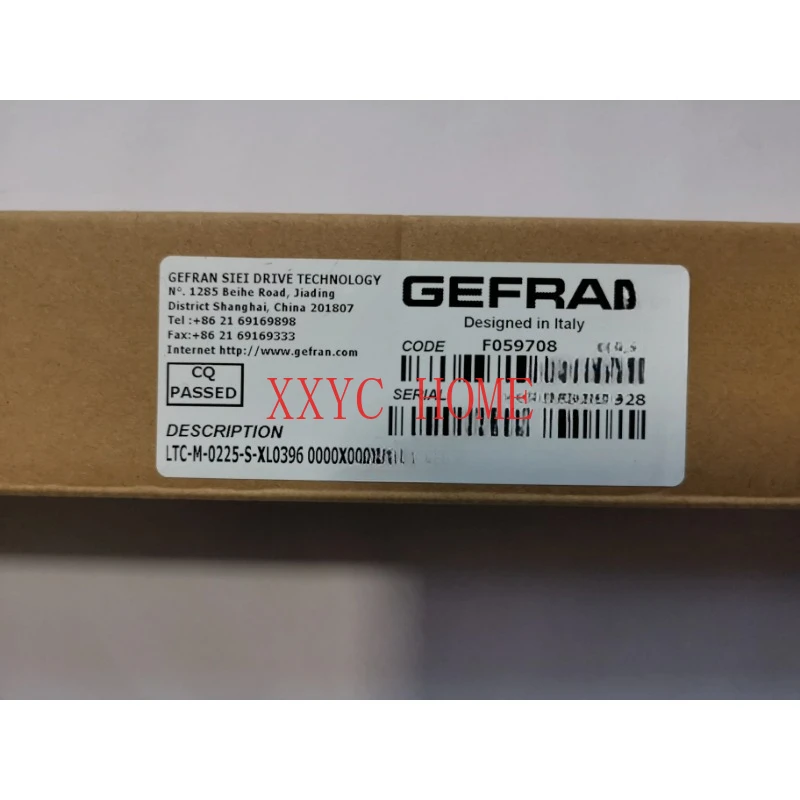 GEFRAN SIEI DRIVE TECHNOLOGY
N°. 1285 Beihe Road, Jiading
District Shanghai, China 201807
Tel :+86 21 69169898
Fax:+86 21 69169333
Internet http://www.gefran.com
CQ
PASSED
DESCRIPTION
LTC-M-0225-S-XL0396
GEFRAN
Designed in Italy
CODE F059708
SERIAL
XXYC HOME